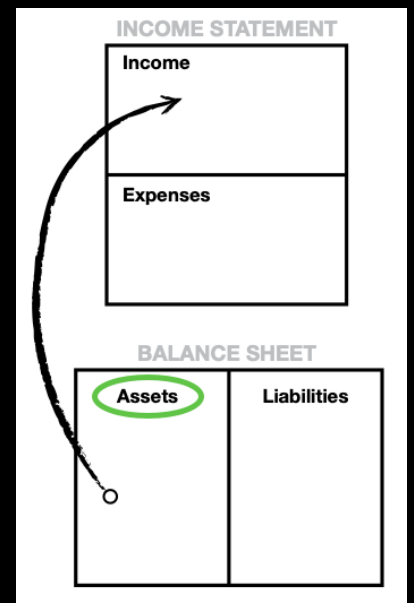 INCOME STATEMENT
Income
Expenses
BALANCE SHEET
Assets
Liabilities